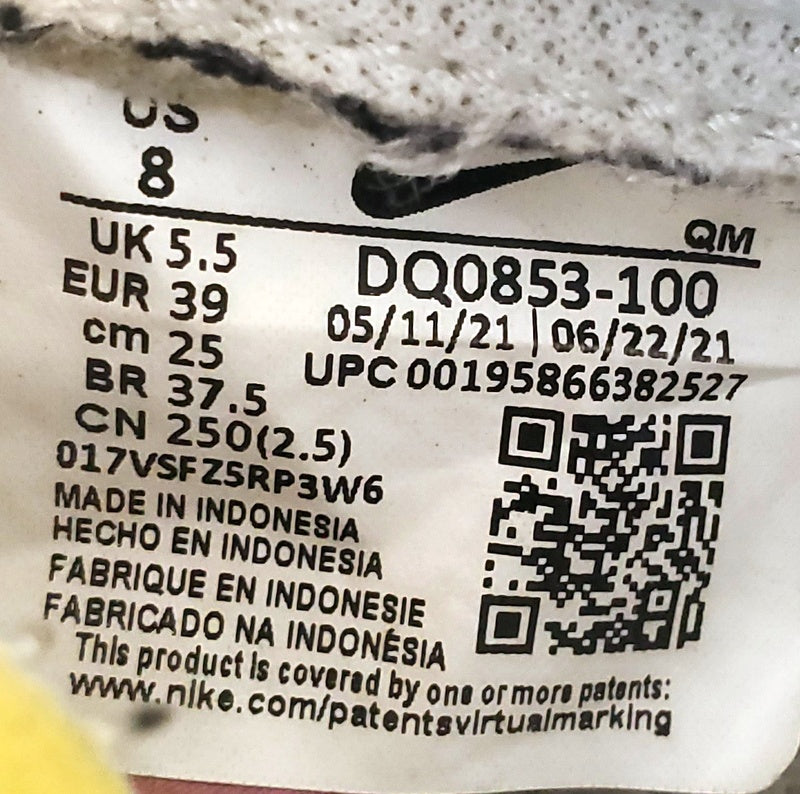 US
8
QM
UK 5.5
EUR 39
cm 25
BR 37.5
CN 250(2.5)
DQ0853-100
05/11/21 | 06/22/21
UPC 00195866382527
017VSFZ5RP3W6
MADE IN INDONESIA
HECHO EN INDONESIA
FABRIQUE EN INDONESIE
FABRICADO NA INDONÉSIA
This product is covered by one or more patents:
www.nike.com/patentsvirtualmarking